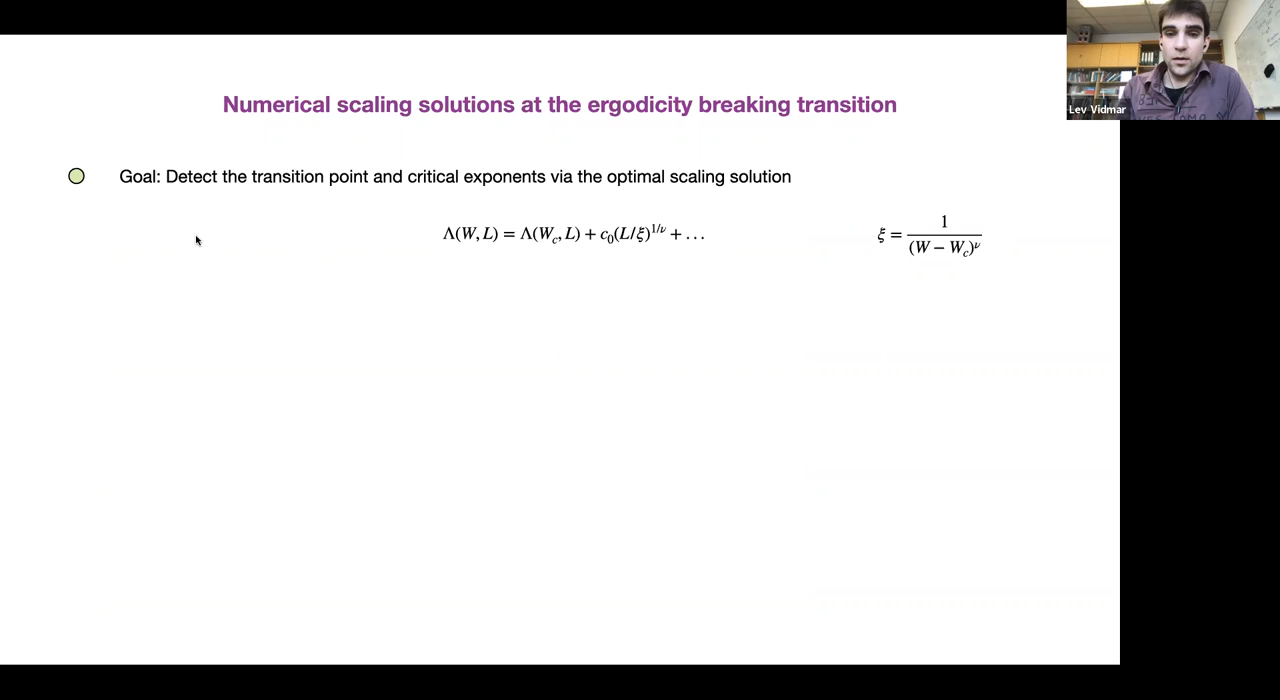 Numerical scaling solutions at the ergodicity breaking transition
Lev Vidmar
Goal: Detect the transition point and critical exponents via the optimal scaling solution
Λ(W, L) = Λ(W_c, L) + c_0(L/ξ)^{1/ν} + …
ξ = 1/(W − W_c)^ν